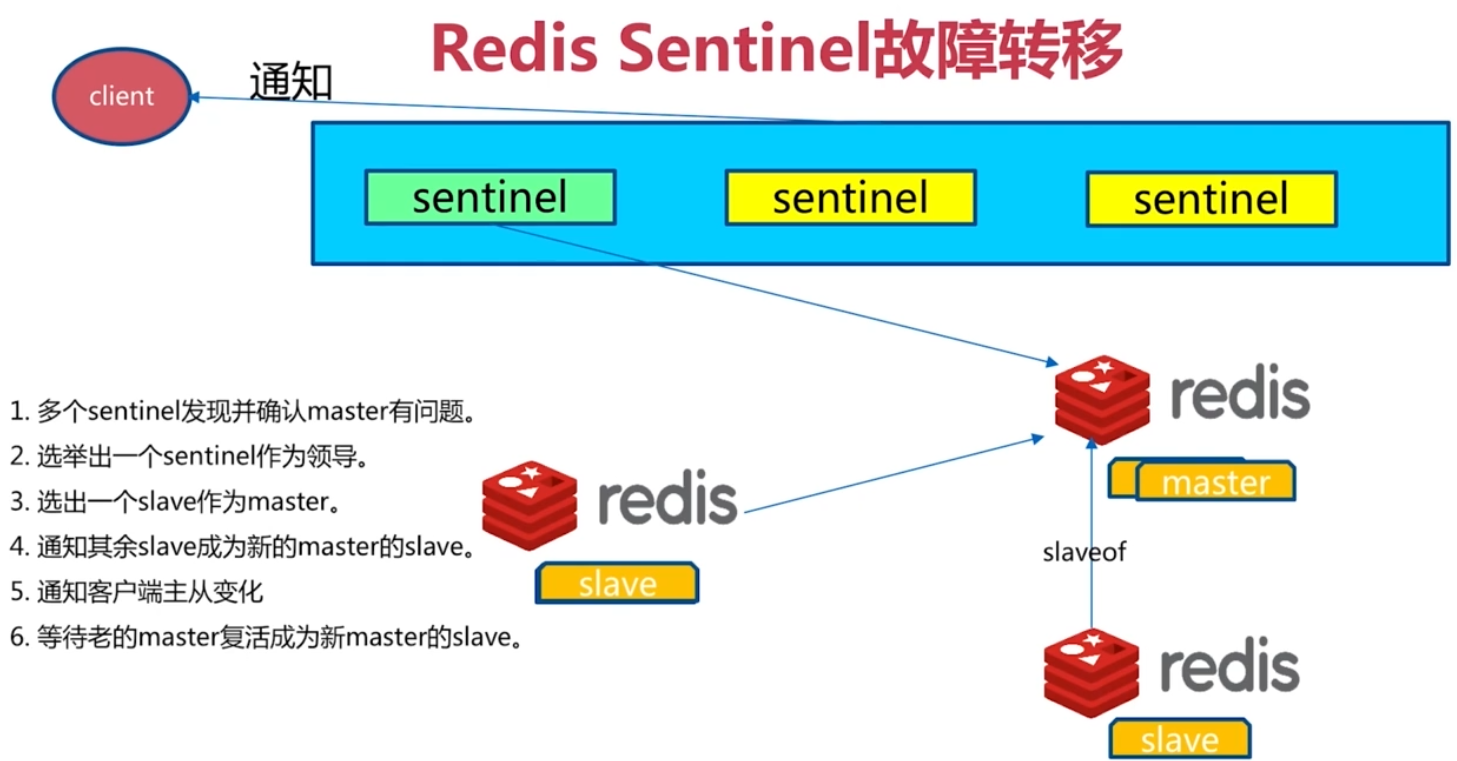 Redis Sentinel故障转移
client
通知
sentinel
sentinel
sentinel
redis
master
1. 多个sentinel发现并确认master有问题。
2. 选举出一个sentinel作为领导。
3. 选出一个slave作为master。
4. 通知其余slave成为新的master的slave。
5. 通知客户端主从变化
6. 等待老的master复活成为新master的slave。
redis
slave
slaveof
redis
slave